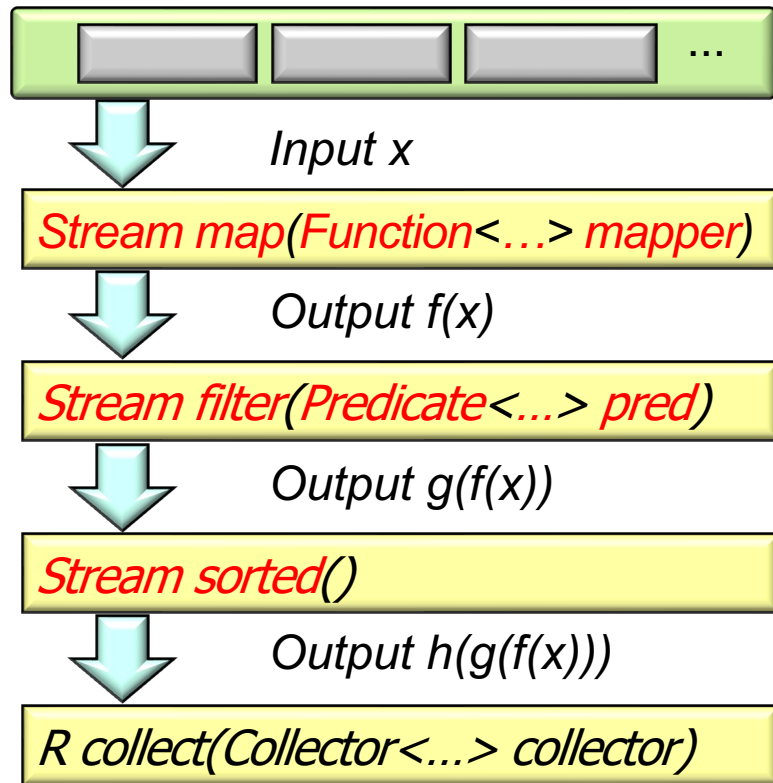 ...
Input x
Stream map(Function<...> mapper)
Output f(x)
Stream filter(Predicate<...> pred)
Output g(f(x))
Stream sorted()
Output h(g(f(x)))
R collect(Collector<...> collector)